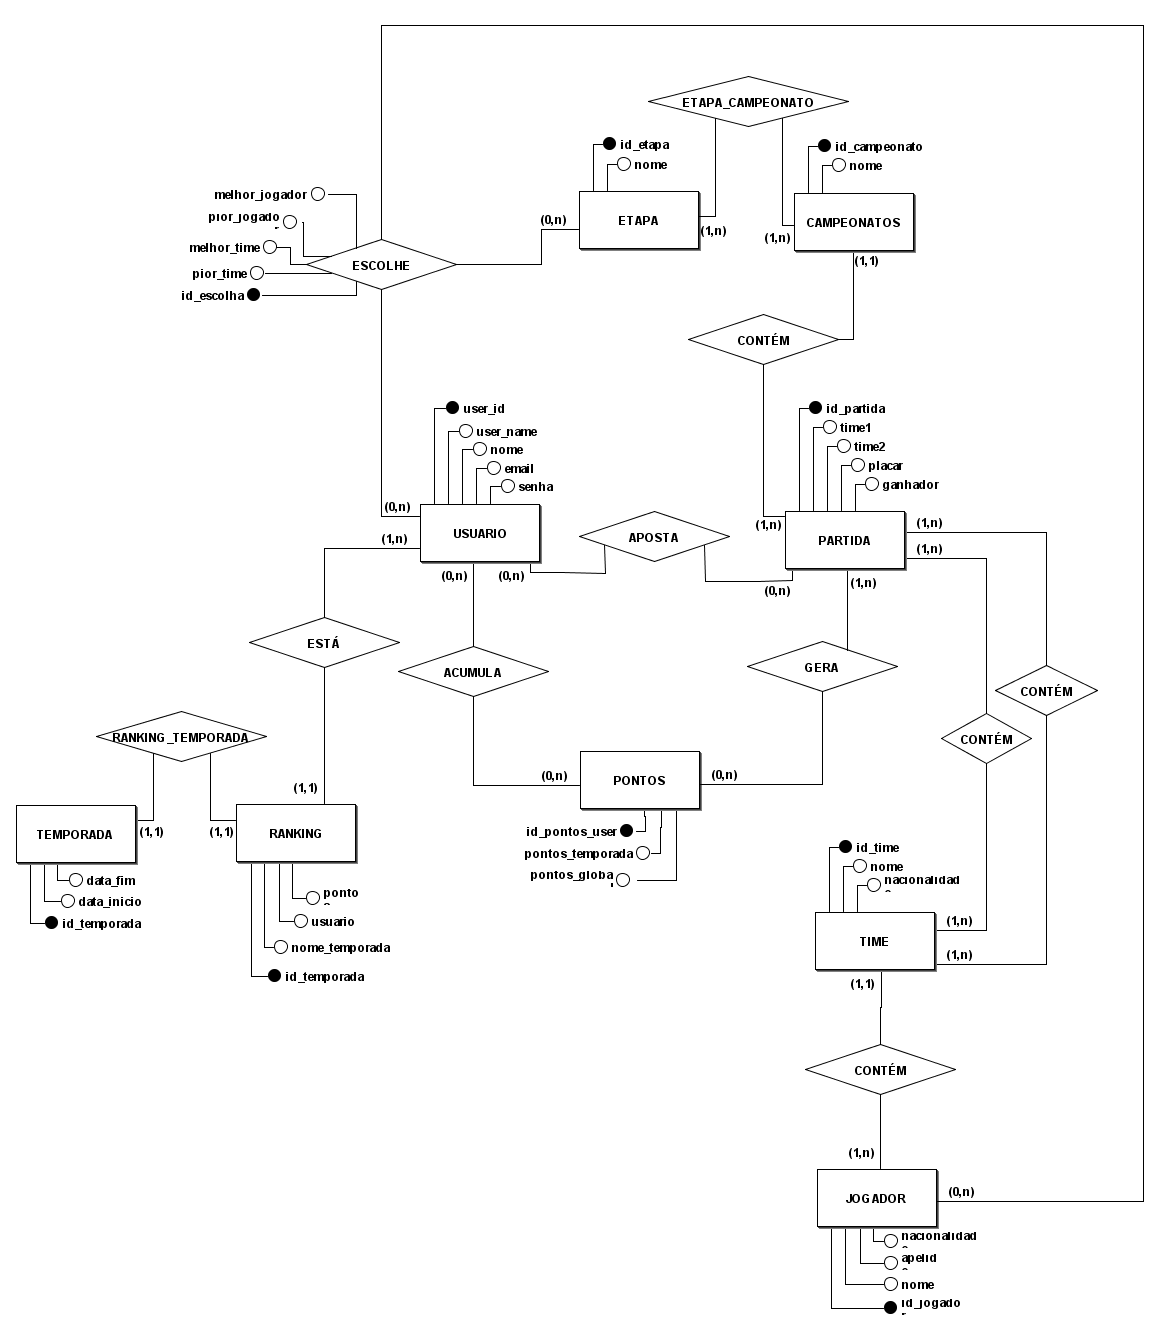 ETAPA_CAMPEONATO
id_etapa
nome
id_campeonato
nome
melhor_jogador
pior_jogado
melhor_time
pior_time
id_escolha
ESCOLHE
(0,n)
ETAPA
(1,n)
(1,n)
CAMPEONATOS
(1,1)
CONTÉM
user_id
user_name
nome
email
senha
id_partida
time1
time2
placar
ganhador
(0,n)
(1,n)
USUARIO
(0,n)
(0,n)
APOSTA
(1,n)
PARTIDA
(1,n)
(1,n)
(0,n)
(1,n)
ESTÁ
ACUMULA
GERA
CONTÉM
CONTÉM
RANKING_TEMPORADA
(1,1)
(0,n)
PONTOS
(0,n)
TEMPORADA
(1,1)
(1,1)
RANKING
id_pontos_user
pontos_temporada
pontos_globa
l
data_fim
data_inicio
id_temporada
ponto
usuario
nome_temporada
id_temporada
id_time
nome
nacionalidad
TIME
(1,n)
(1,n)
(1,1)
CONTÉM
(1,n)
JOGADOR
(0,n)
nacionalidad
apelid
nome
id_jogado